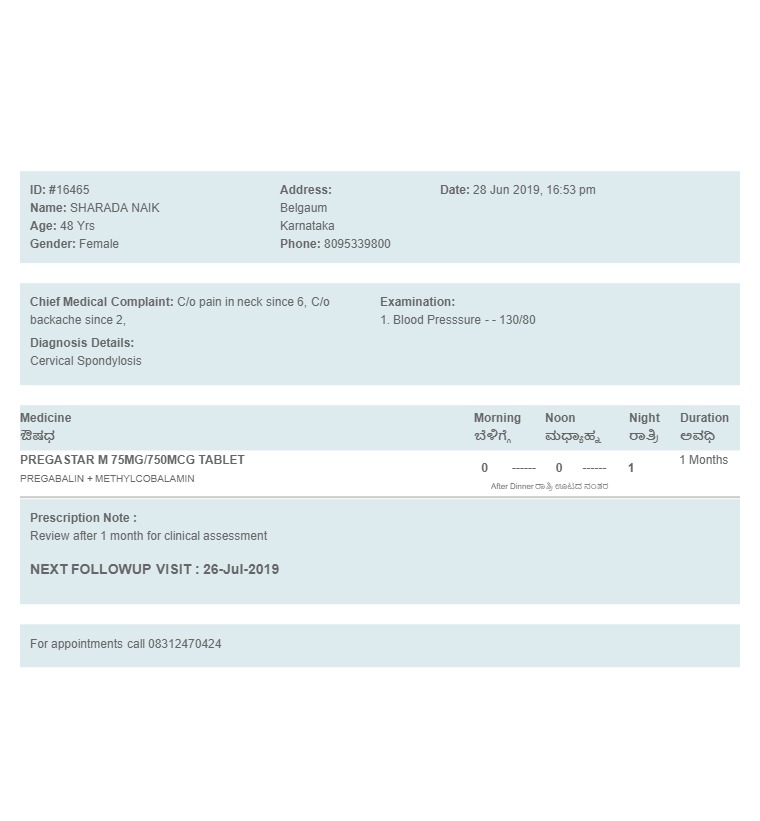 ID: #16465
Name: SHARADA NAIK
Age: 48 Yrs
Gender: Female
Address:
Belgaum
Karnataka
Phone: 8095339800
Date: 28 Jun 2019, 16:53 pm
Chief Medical Complaint: C/o pain in neck since 6, C/o
backache since 2,
Diagnosis Details:
Cervical Spondylosis
Examination:
1. Blood Presssure - - 130/80
Medicine Morning Noon Night Duration
ಔಷಧ ಬೆಳಿಗ್ಗೆ ಮಧ್ಯಾಹ್ನ ರಾತ್ರಿ ಅವಧಿ
PREGASTAR M 75MG/750MCG TABLET 1 Months
0 ------ 0 ------ 1
PREGABALIN + METHYLCOBALAMIN
After Dinner ರಾತ್ರಿ ಊಟದ ನಂತರ
Prescription Note :
Review after 1 month for clinical assessment
NEXT FOLLOWUP VISIT : 26-Jul-2019
For appointments call 08312470424